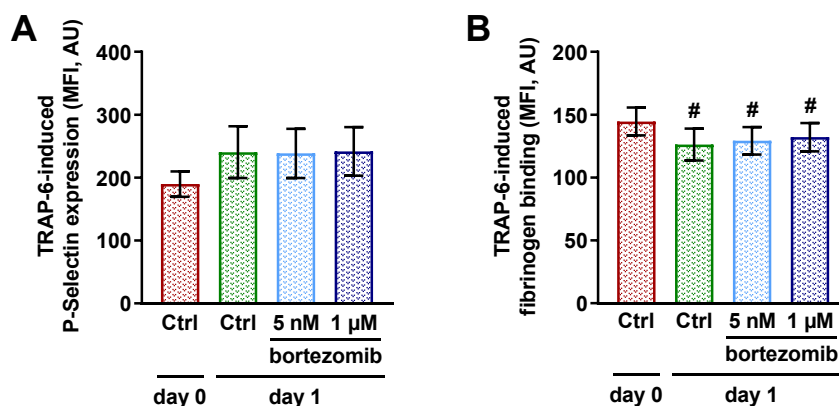 A
TRAP-6-induced
P-Selectin expression (MFI, AU)
400
300
200
100
0
Ctrl Ctrl 5 nM 1 µM
bortezomib
day 0 day 1
B
TRAP-6-induced
fibrinogen binding (MFI, AU)
200
150
100
50
0
# # #
Ctrl Ctrl 5 nM 1 µM
bortezomib
day 0 day 1